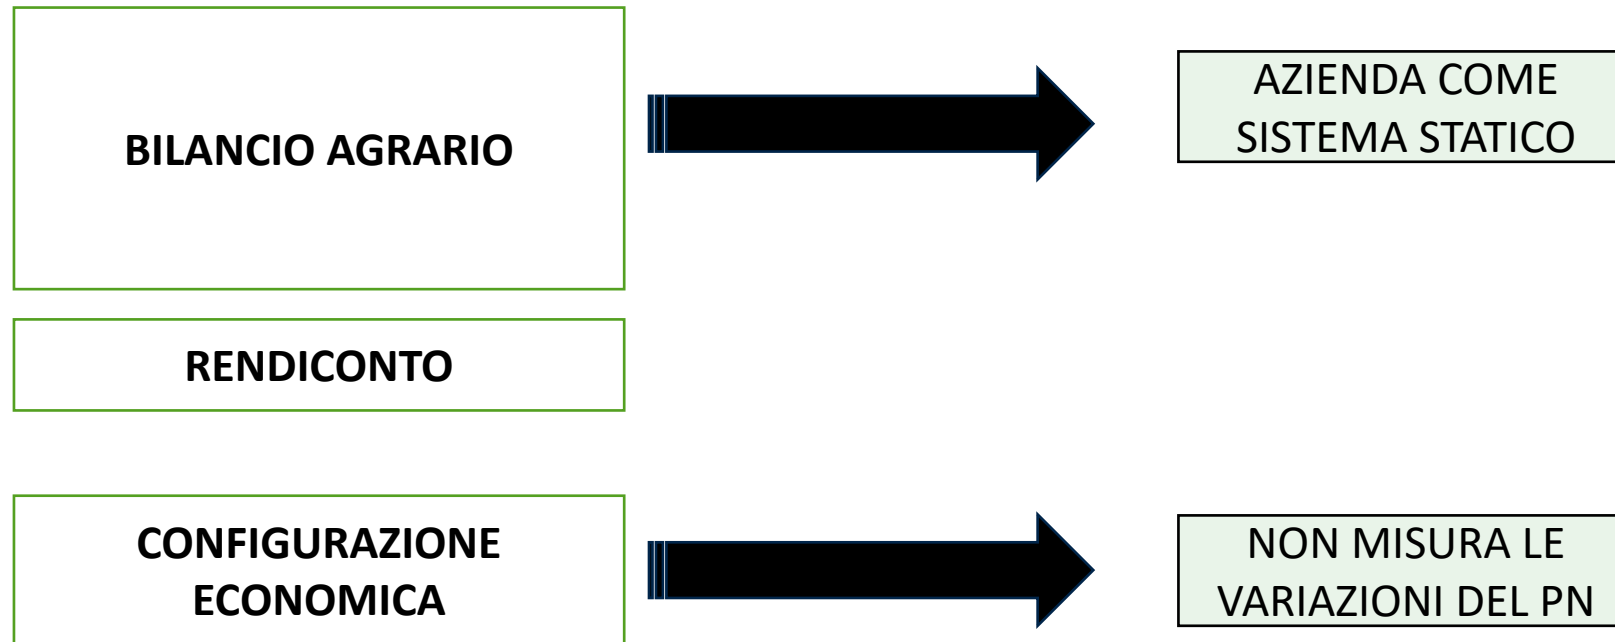 BILANCIO AGRARIO
AZIENDA COME
SISTEMA STATICO
RENDICONTO
CONFIGURAZIONE
ECONOMICA
NON MISURA LE
VARIAZIONI DEL PN